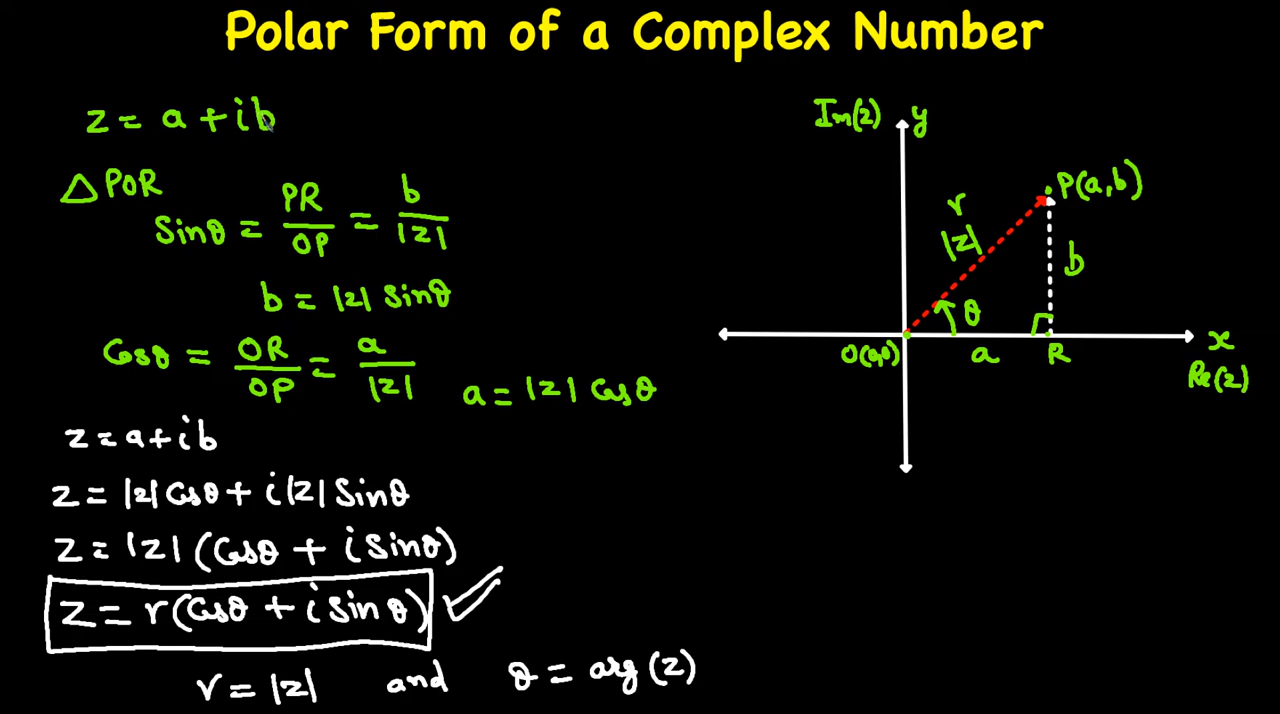 Polar Form of a Complex Number
z = a + ib
△ POR
Sinθ = PR/OP = b/|z|
b = |z| Sinθ
Cosθ = OR/OP = a/|z|
a = |z| Cosθ
z = a + ib
z = |z| Cosθ + i |z| Sinθ
z = |z| (Cosθ + i Sinθ)
z = r (Cosθ + i Sinθ)
r = |z| and θ = arg (z)
Im(z) y
P(a,b)
r
|z|
b
θ
O(0,0) a R
x
Re(z)